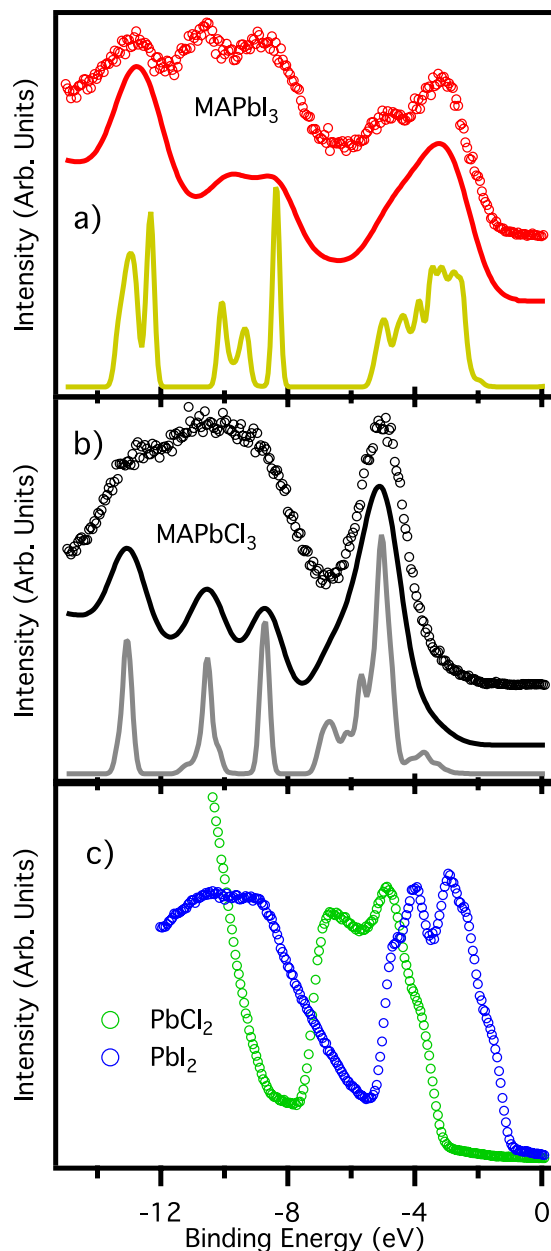 Intensity (Arb. Units)
MAPbI₃
a)
Intensity (Arb. Units)
b)
MAPbCl₃
Intensity (Arb. Units)
c)
PbCl₂
PbI₂
-12 -8 -4 0
Binding Energy (eV)